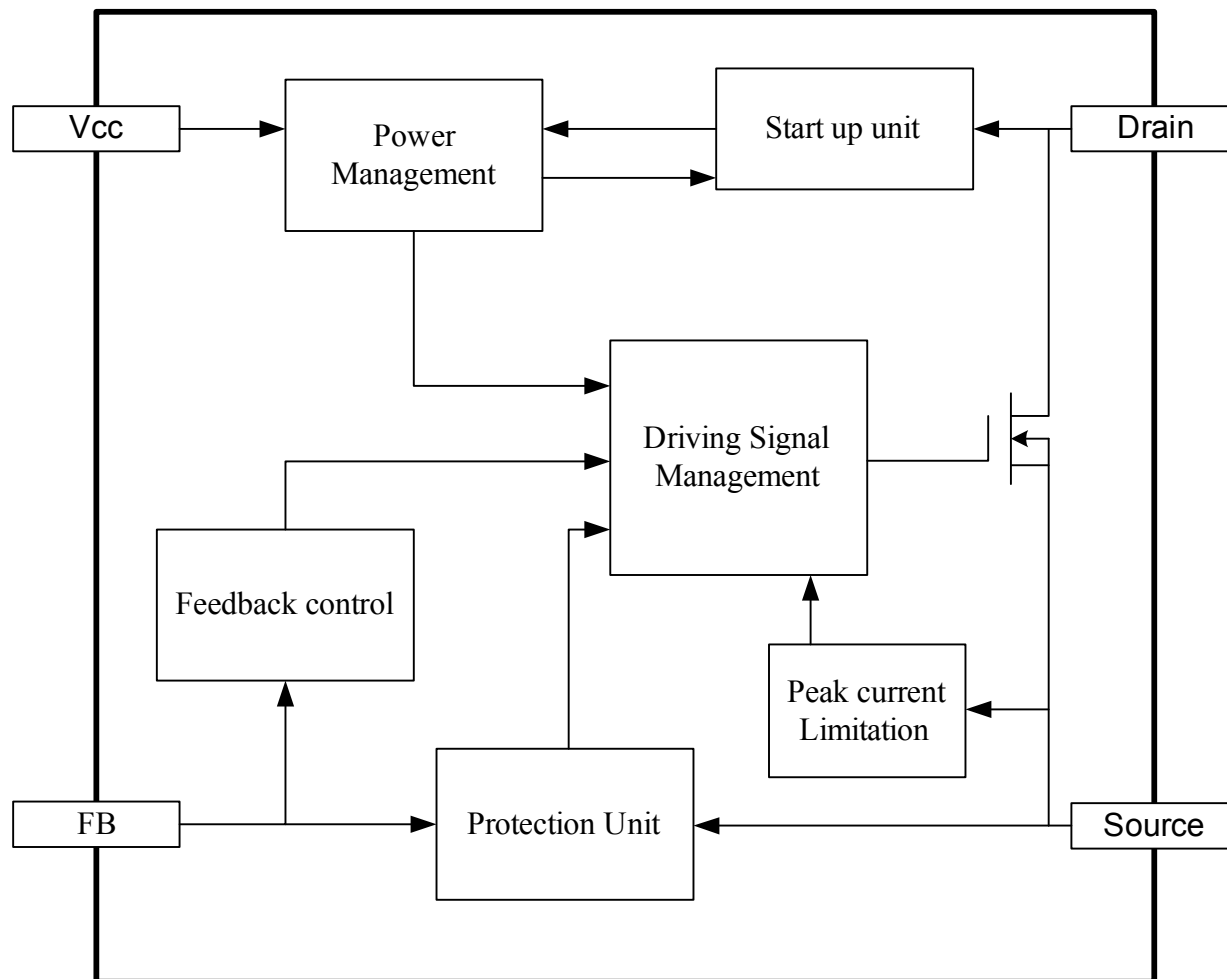 Vcc
Power
Management
Start up unit
Drain
Driving Signal
Management
Feedback control
Peak current
Limitation
FB
Protection Unit
Source